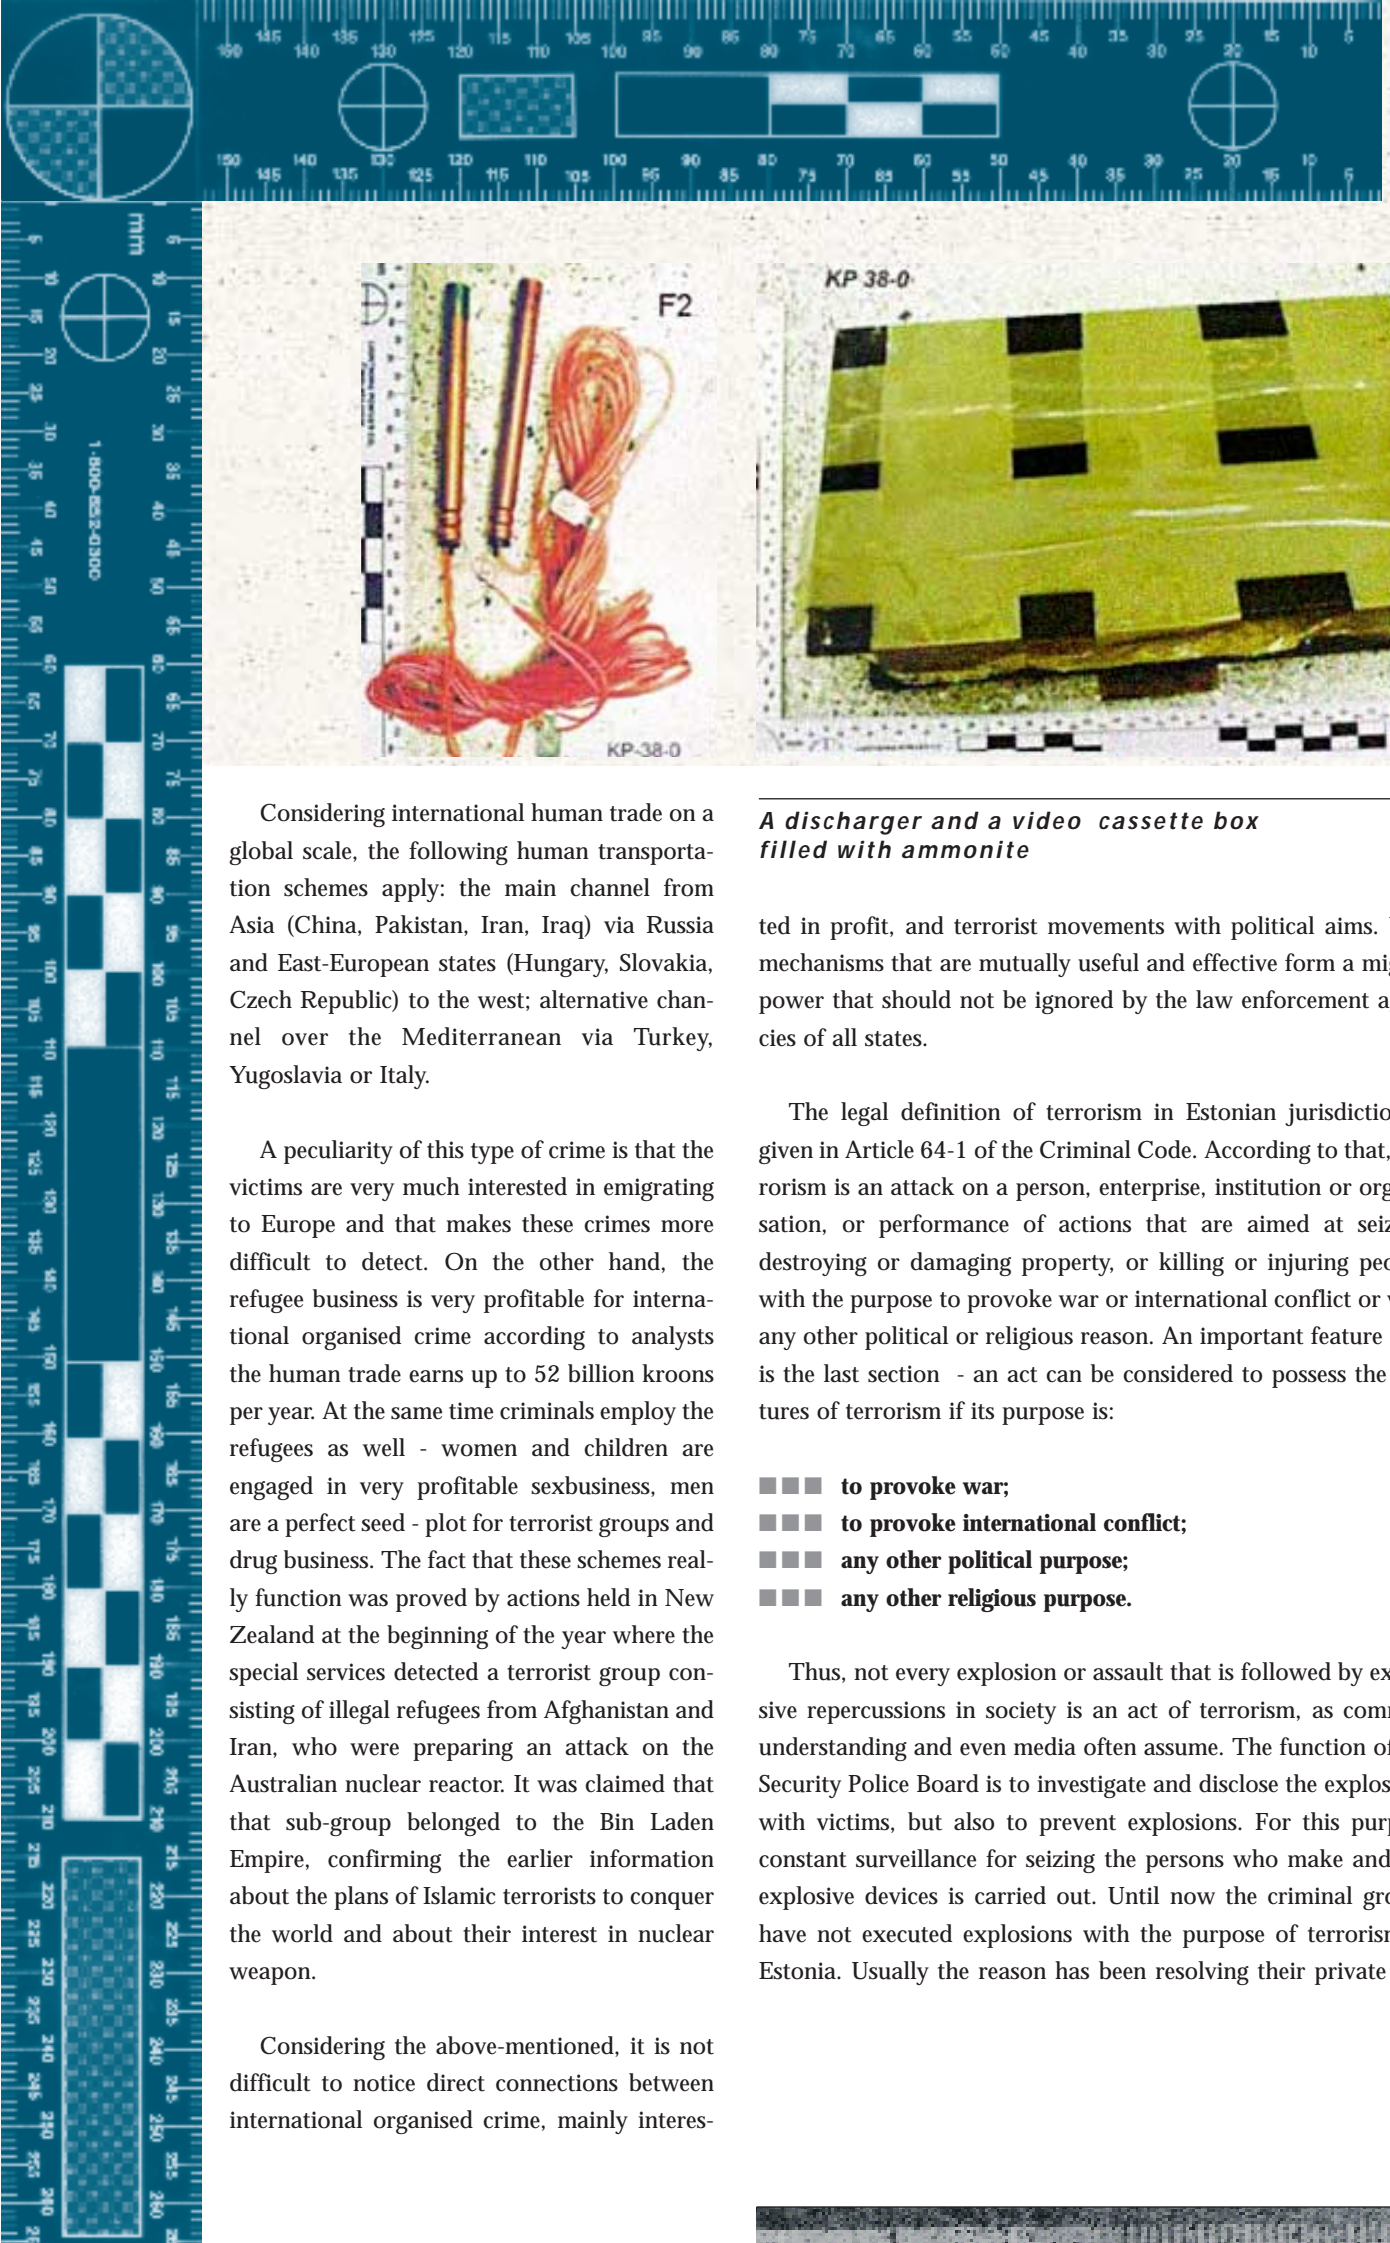 F2
KP-38-0
KP 38-0
mm
1-800-852-0300
Considering international human trade on a
global scale, the following human transporta-
tion schemes apply: the main channel from
Asia (China, Pakistan, Iran, Iraq) via Russia
and East-European states (Hungary, Slovakia,
Czech Republic) to the west; alternative chan-
nel over the Mediterranean via Turkey,
Yugoslavia or Italy.
A peculiarity of this type of crime is that the
victims are very much interested in emigrating
to Europe and that makes these crimes more
difficult to detect. On the other hand, the
refugee business is very profitable for interna-
tional organised crime according to analysts
the human trade earns up to 52 billion kroons
per year. At the same time criminals employ the
refugees as well - women and children are
engaged in very profitable sexbusiness, men
are a perfect seed - plot for terrorist groups and
drug business. The fact that these schemes real-
ly function was proved by actions held in New
Zealand at the beginning of the year where the
special services detected a terrorist group con-
sisting of illegal refugees from Afghanistan and
Iran, who were preparing an attack on the
Australian nuclear reactor. It was claimed that
that sub-group belonged to the Bin Laden
Empire, confirming the earlier information
about the plans of Islamic terrorists to conquer
the world and about their interest in nuclear
weapon.
Considering the above-mentioned, it is not
difficult to notice direct connections between
international organised crime, mainly interes-
A discharger and a video cassette box
filled with ammonite
ted in profit, and terrorist movements with political aims.
mechanisms that are mutually useful and effective form a mig
power that should not be ignored by the law enforcement a
cies of all states.
The legal definition of terrorism in Estonian jurisdictio
given in Article 64-1 of the Criminal Code. According to that,
rorism is an attack on a person, enterprise, institution or org
sation, or performance of actions that are aimed at seiz
destroying or damaging property, or killing or injuring peo
with the purpose to provoke war or international conflict or
any other political or religious reason. An important feature
is the last section - an act can be considered to possess the
tures of terrorism if its purpose is:
to provoke war;
to provoke international conflict;
any other political purpose;
any other religious purpose.
Thus, not every explosion or assault that is followed by ex
sive repercussions in society is an act of terrorism, as com
understanding and even media often assume. The function of
Security Police Board is to investigate and disclose the explos
with victims, but also to prevent explosions. For this purp
constant surveillance for seizing the persons who make and
explosive devices is carried out. Until now the criminal gro
have not executed explosions with the purpose of terrorism
Estonia. Usually the reason has been resolving their private